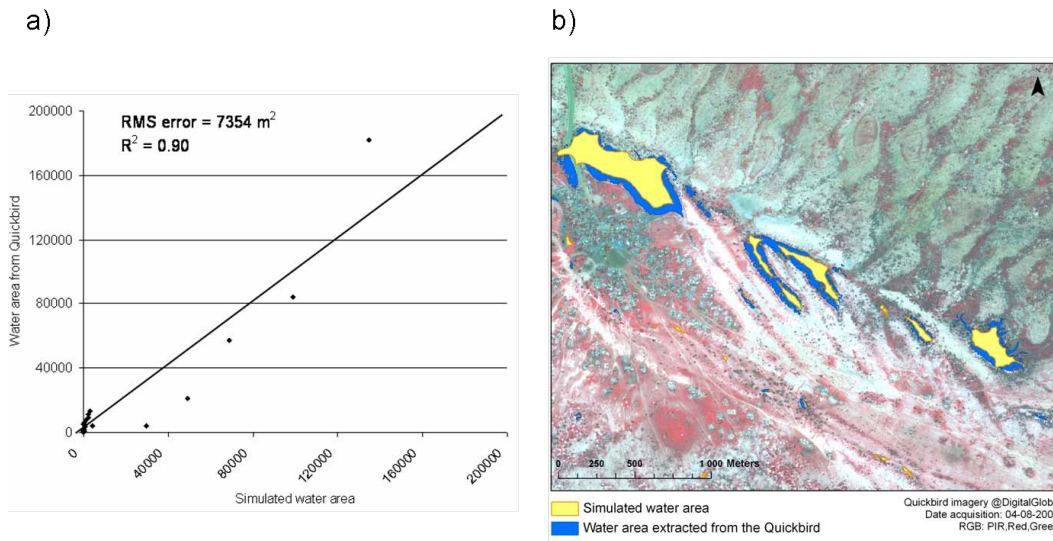 a)
b)
RMS error = 7354 m²
R² = 0.90
200000
160000
120000
80000
40000
0
Water area from Quickbird
0
40000
80000
120000
160000
200000
Simulated water area
0 250 500 1 000 Meters
Simulated water area
Water area extracted from the Quickbird
Quickbird imagery @DigitalGlob
Date acquisition: 04-08-200
RGB: PIR,Red,Gree